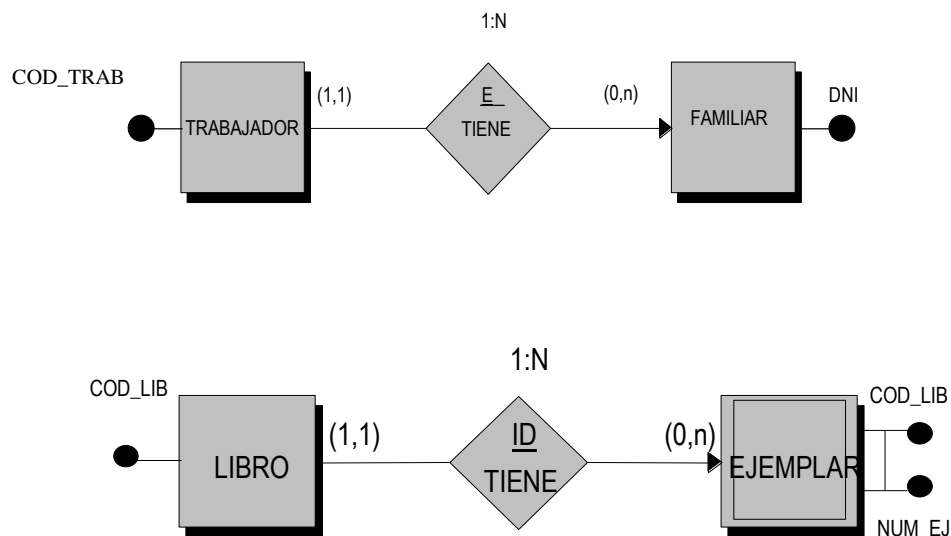 1:N
COD_TRAB
(1,1)
E
(0,n)
DNI
TRABAJADOR
TIENE
FAMILIAR
1:N
COD_LIB
COD_LIB
(1,1)
ID
(0,n)
LIBRO
TIENE
EJEMPLAR
NUM_EJ